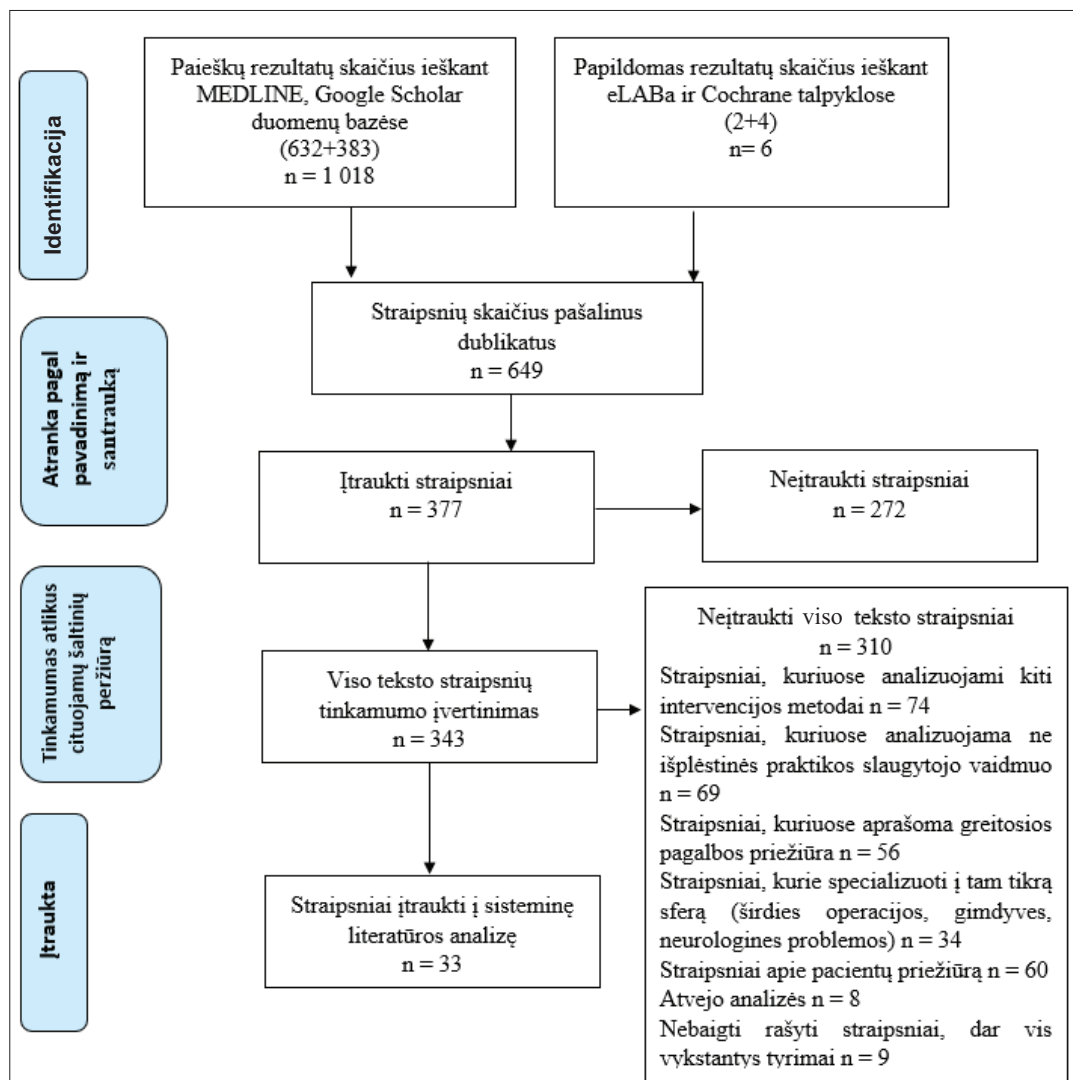 Identifikacija
Paieškų rezultatų skaičius ieškant
MEDLINE, Google Scholar
duomenų bazėse
(632+383)
n = 1 018
Papildomas rezultatų skaičius ieškant
eLABa ir Cochrane talpyklose
(2+4)
n= 6
Atranka pagal
pavadinimą ir
santrauką
Straipsnių skaičius pašalinus
dublikatus
n = 649
Įtraukti straipsniai
n = 377
Neįtraukti straipsniai
n = 272
Tinkamumas atlikus
cituojamų šaltinių
peržiūrą
Viso teksto straipsnių
tinkamumo įvertinimas
n = 343
Neįtraukti viso teksto straipsniai
n = 310
Straipsniai, kuriuose analizuojami kiti
intervencijos metodai n = 74
Straipsniai, kuriuose analizuojama ne
išplėstinės praktikos slaugytojo vaidmuo
n = 69
Straipsniai, kuriuose aprašoma greitosios
pagalbos priežiūra n = 56
Straipsniai, kurie specializuoti į tam tikrą
sferą (širdies operacijos, gimdyves,
neurologines problemos) n = 34
Straipsniai apie pacientų priežiūrą n = 60
Atvejo analizės n = 8
Nebaigti rašyti straipsniai, dar vis
vykstantys tyrimai n = 9
Įtraukta
Straipsniai įtraukti į sisteminę
literatūros analizę
n = 33